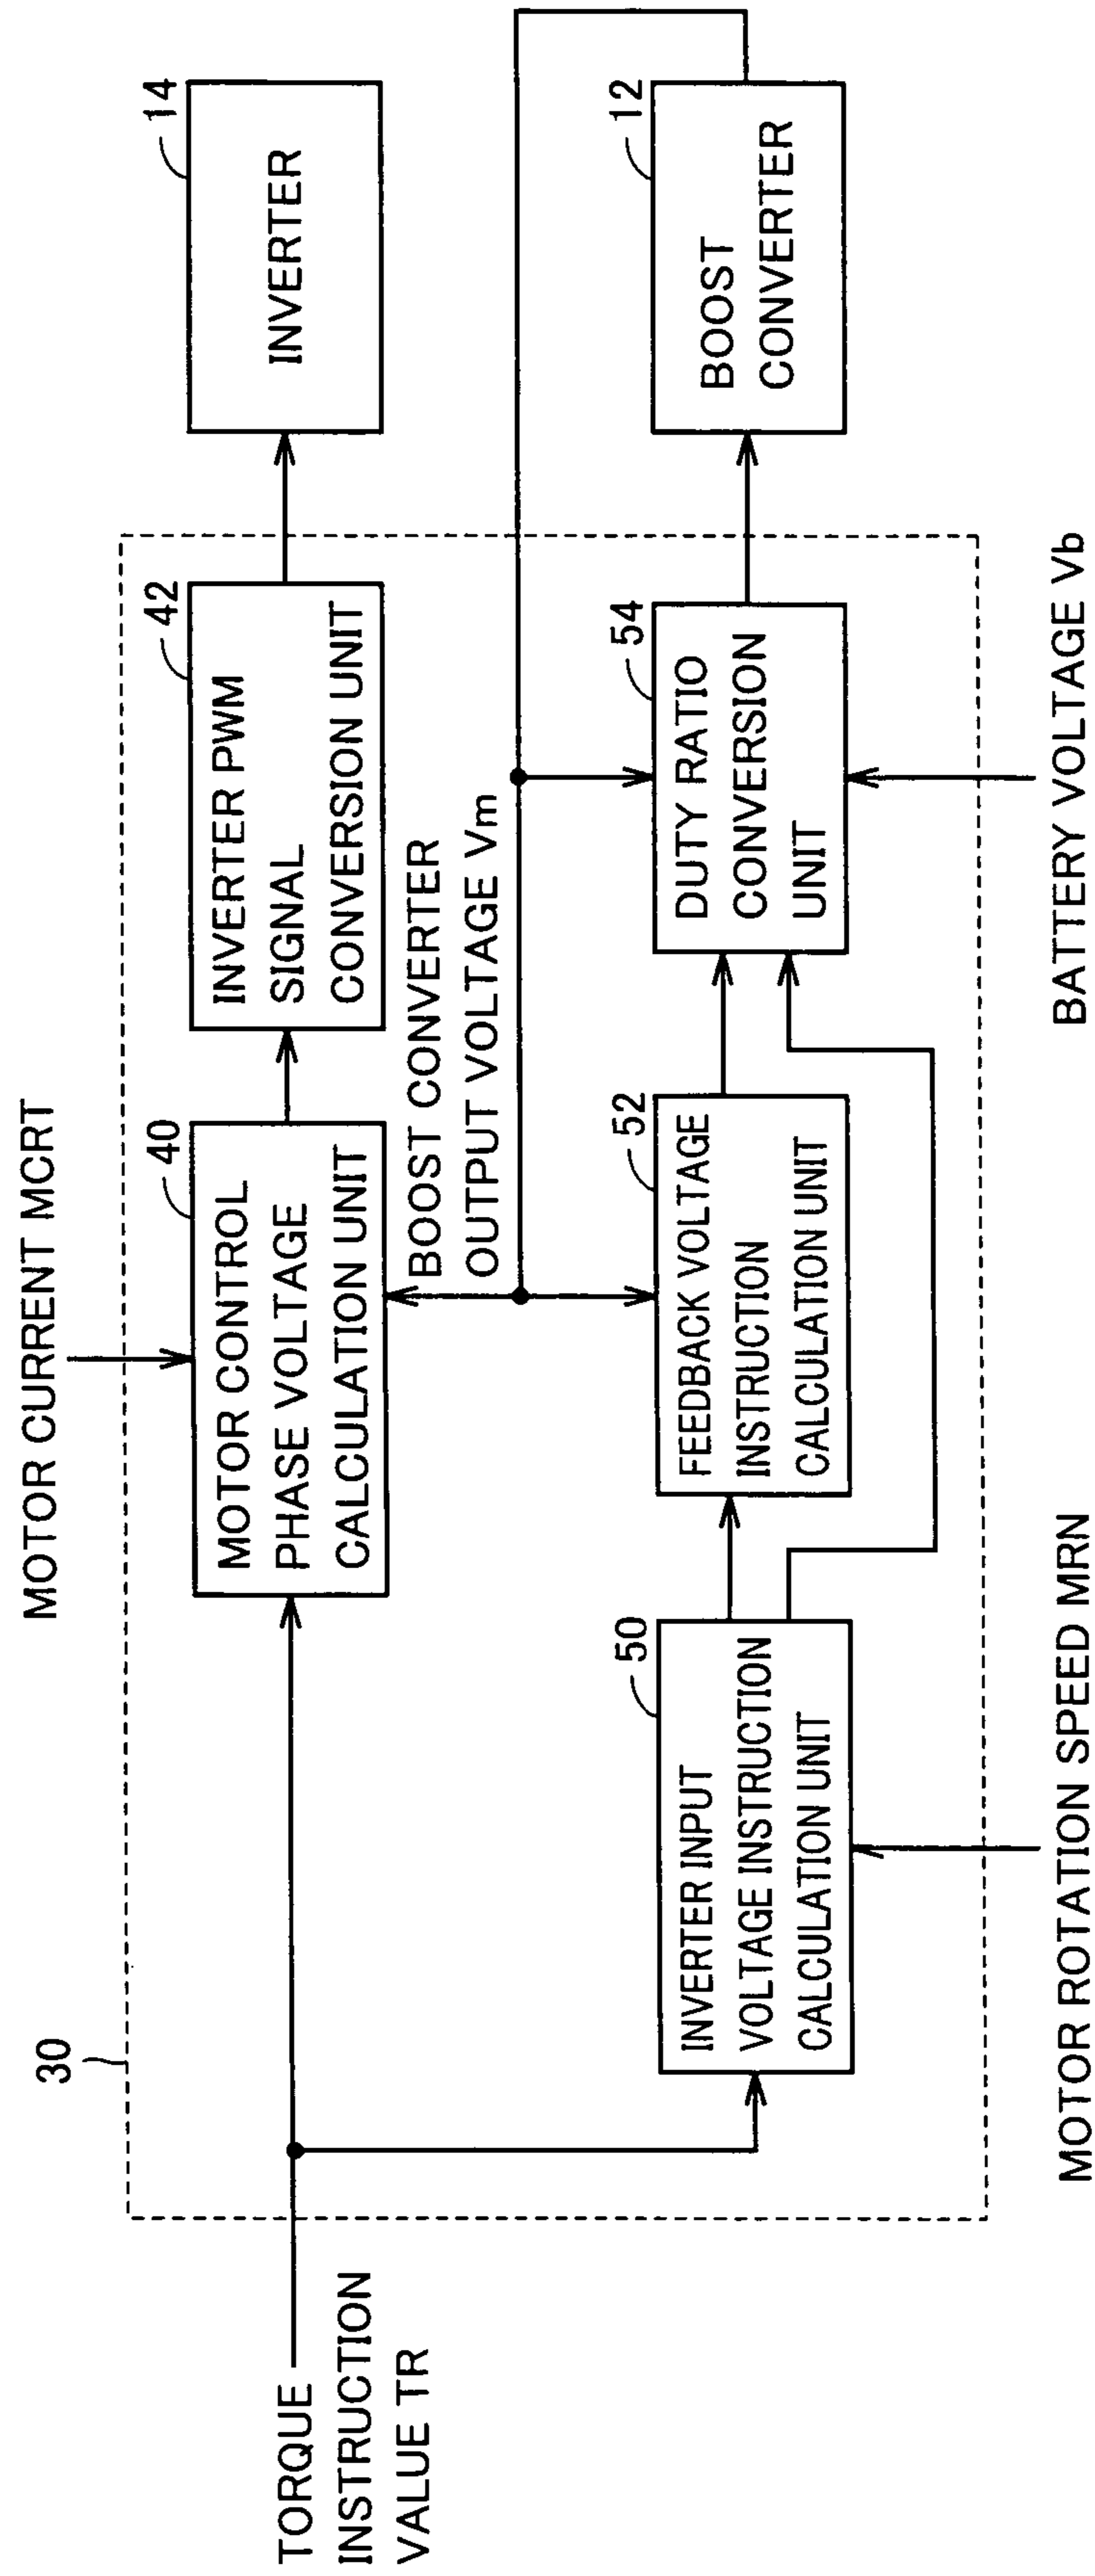 MOTOR CURRENT MCRT
30
TORQUE
INSTRUCTION
VALUE TR
40
MOTOR CONTROL
PHASE VOLTAGE
CALCULATION UNIT
42
INVERTER PWM
SIGNAL
CONVERSION UNIT
14
INVERTER
BOOST CONVERTER
OUTPUT VOLTAGE Vm
50
INVERTER INPUT
VOLTAGE INSTRUCTION
CALCULATION UNIT
52
FEEDBACK VOLTAGE
INSTRUCTION
CALCULATION UNIT
54
DUTY RATIO
CONVERSION
UNIT
12
BOOST
CONVERTER
MOTOR ROTATION SPEED MRN
BATTERY VOLTAGE Vb